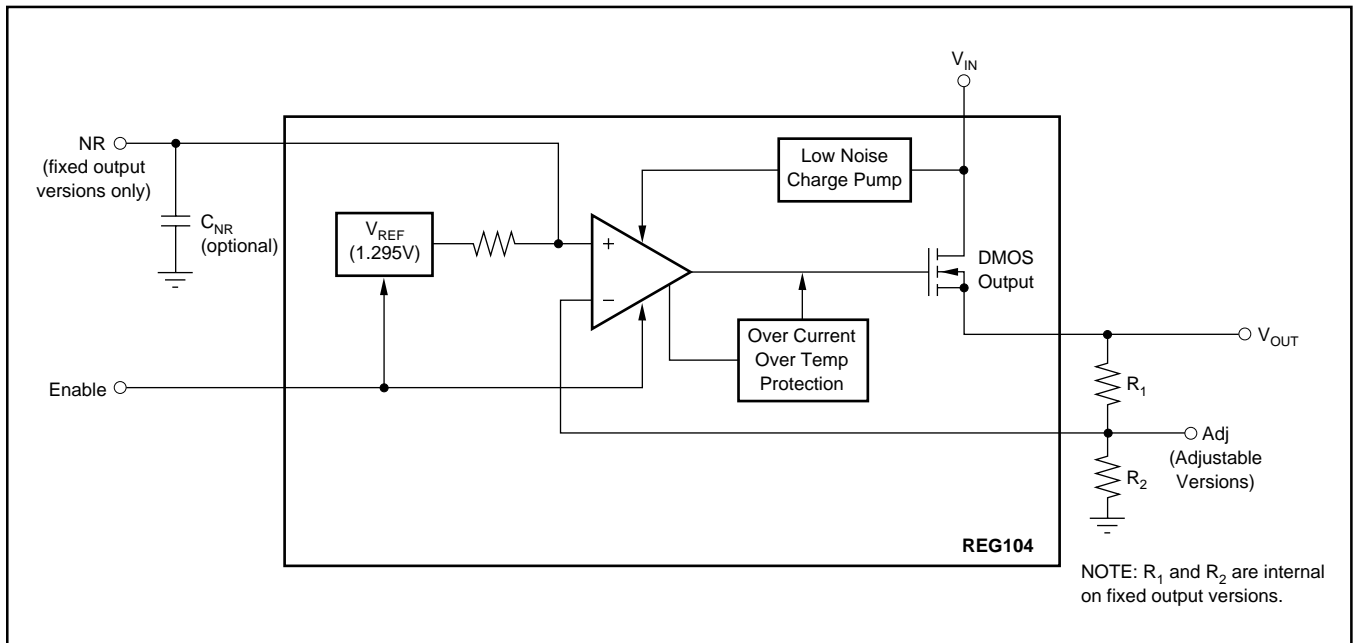 V_IN
NR
(fixed output
versions only)
C_NR
(optional)
V_REF
(1.295V)
+
–
Low Noise
Charge Pump
DMOS
Output
Over Current
Over Temp
Protection
V_OUT
R_1
Enable
Adj
(Adjustable
Versions)
R_2
REG104
NOTE: R_1 and R_2 are internal
on fixed output versions.